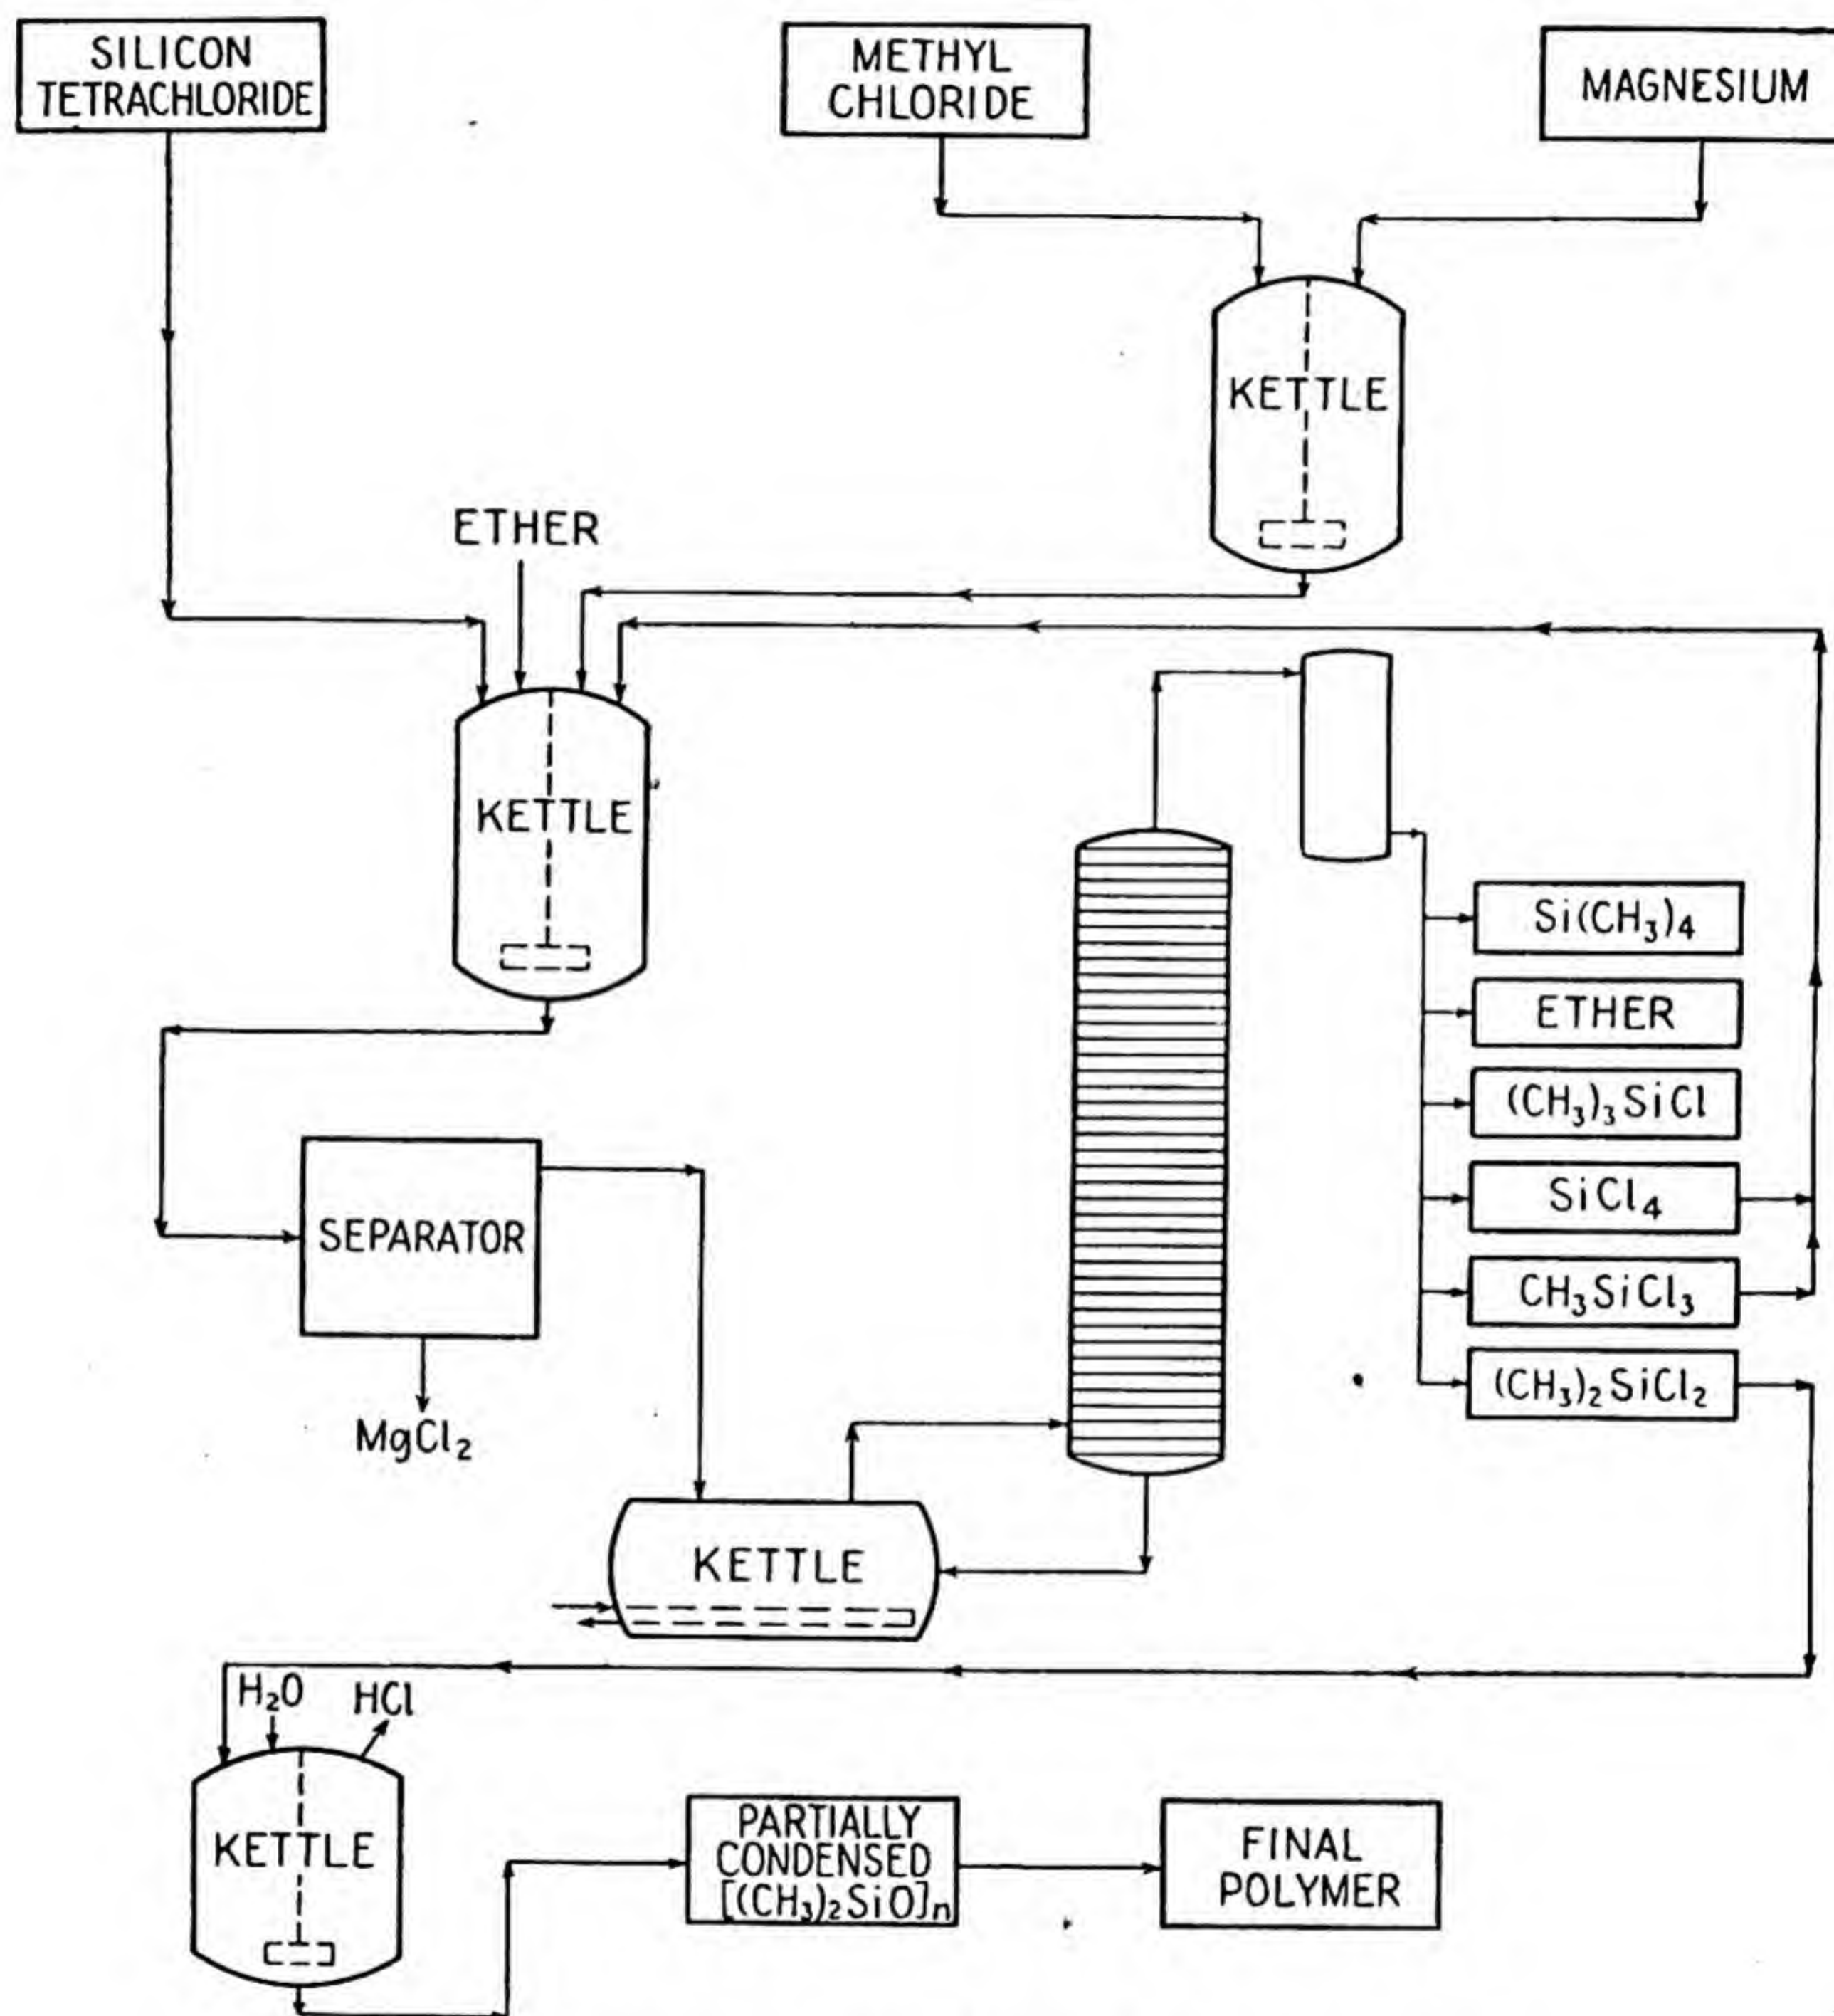 SILICON
TETRACHLORIDE
METHYL
CHLORIDE
MAGNESIUM
KETTLE
ETHER
KETTLE
Si(CH₃)₄
ETHER
(CH₃)₃SiCl
SiCl₄
CH₃SiCl₃
(CH₃)₂SiCl₂
SEPARATOR
MgCl₂
KETTLE
H₂O
HCl
KETTLE
PARTIALLY
CONDENSED
[(CH₃)₂SiO]ₙ
FINAL
POLYMER